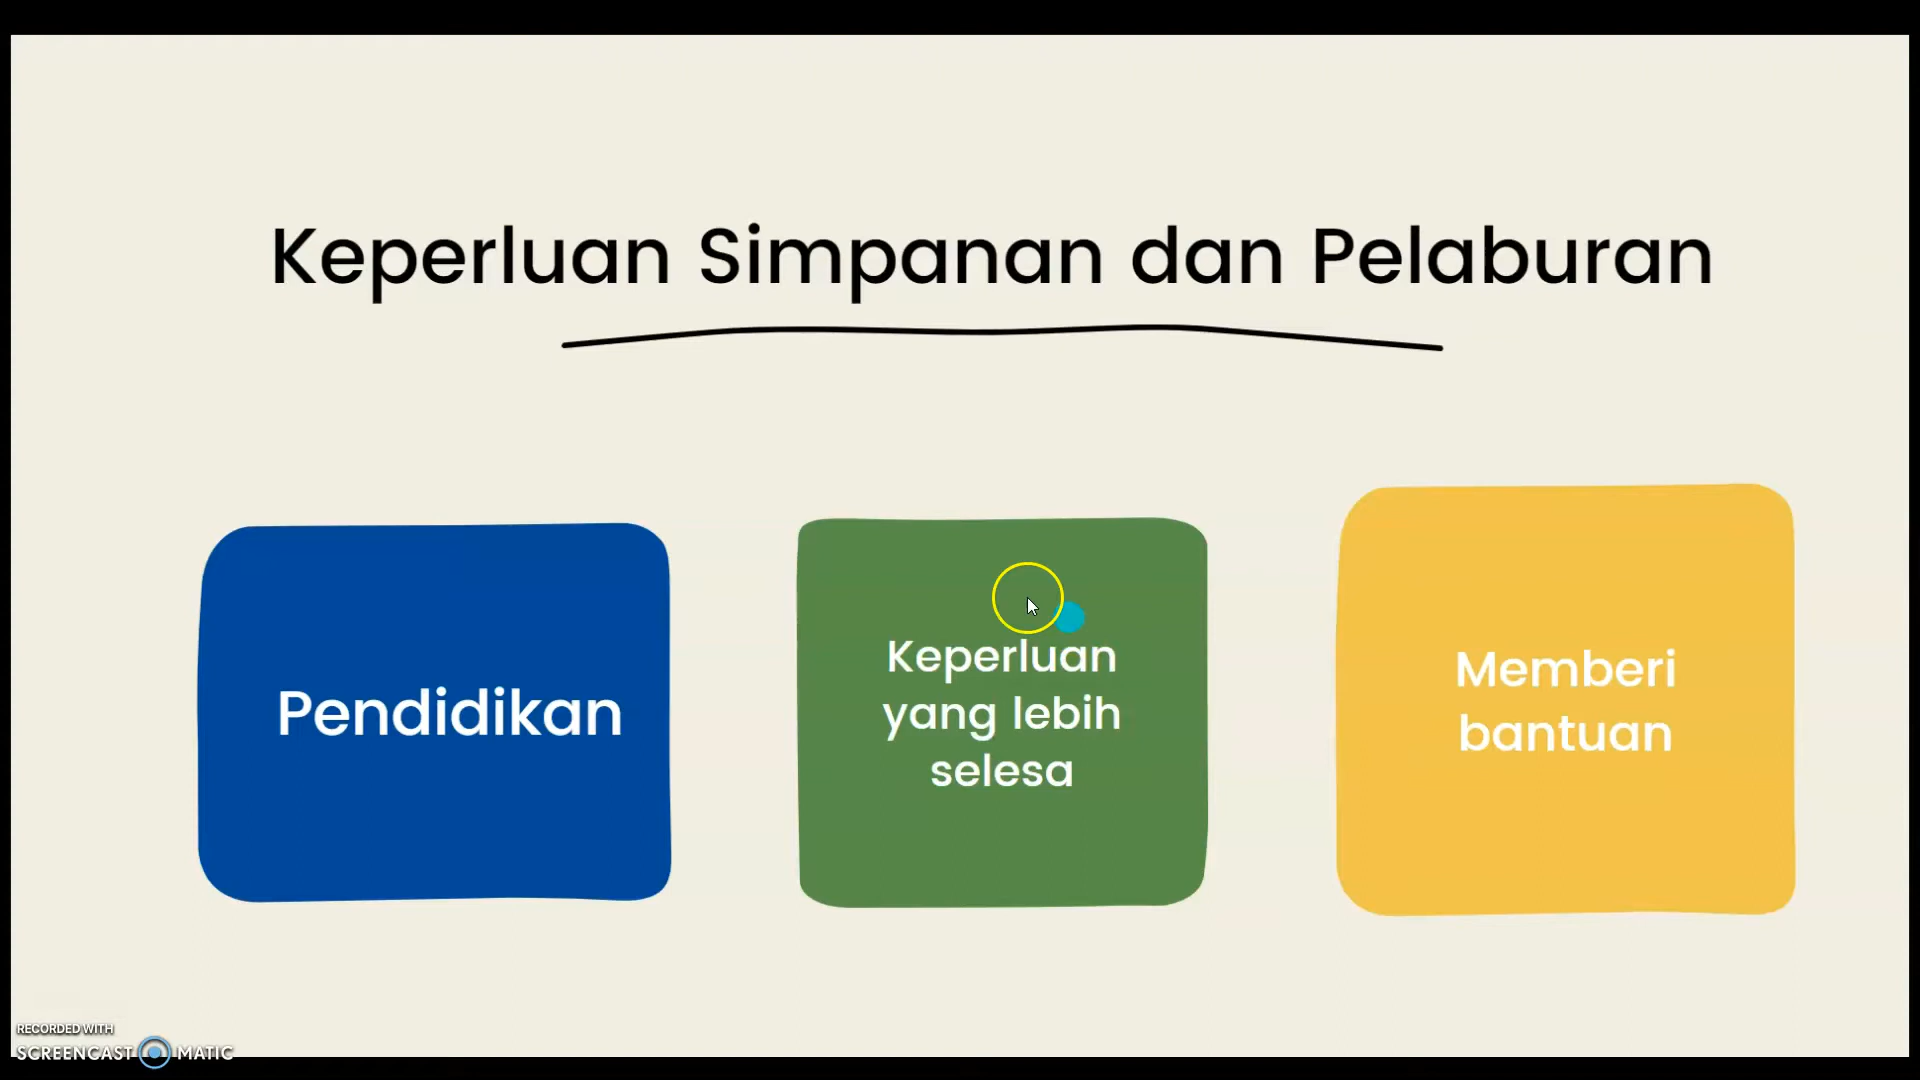 Keperluan Simpanan dan Pelaburan
Pendidikan
Keperluan
yang lebih
selesa
Memberi
bantuan
RECORDED WITH
SCREENCAST MATIC